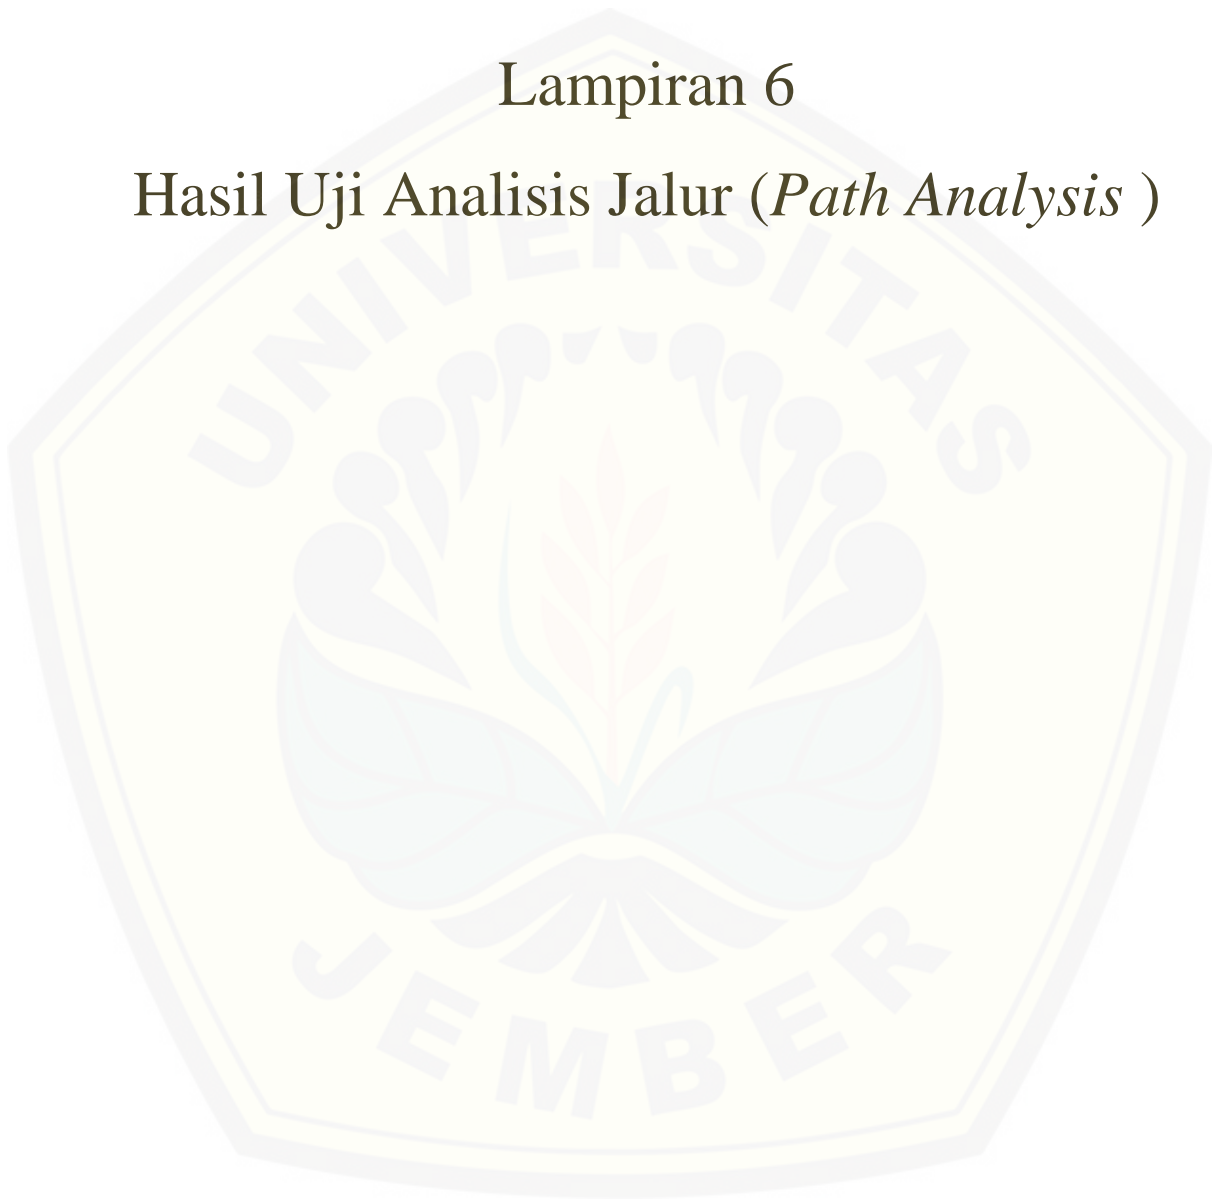 Lampiran 6
Hasil Uji Analisis Jalur (Path Analysis )
UNIVERSITAS
JEMBER